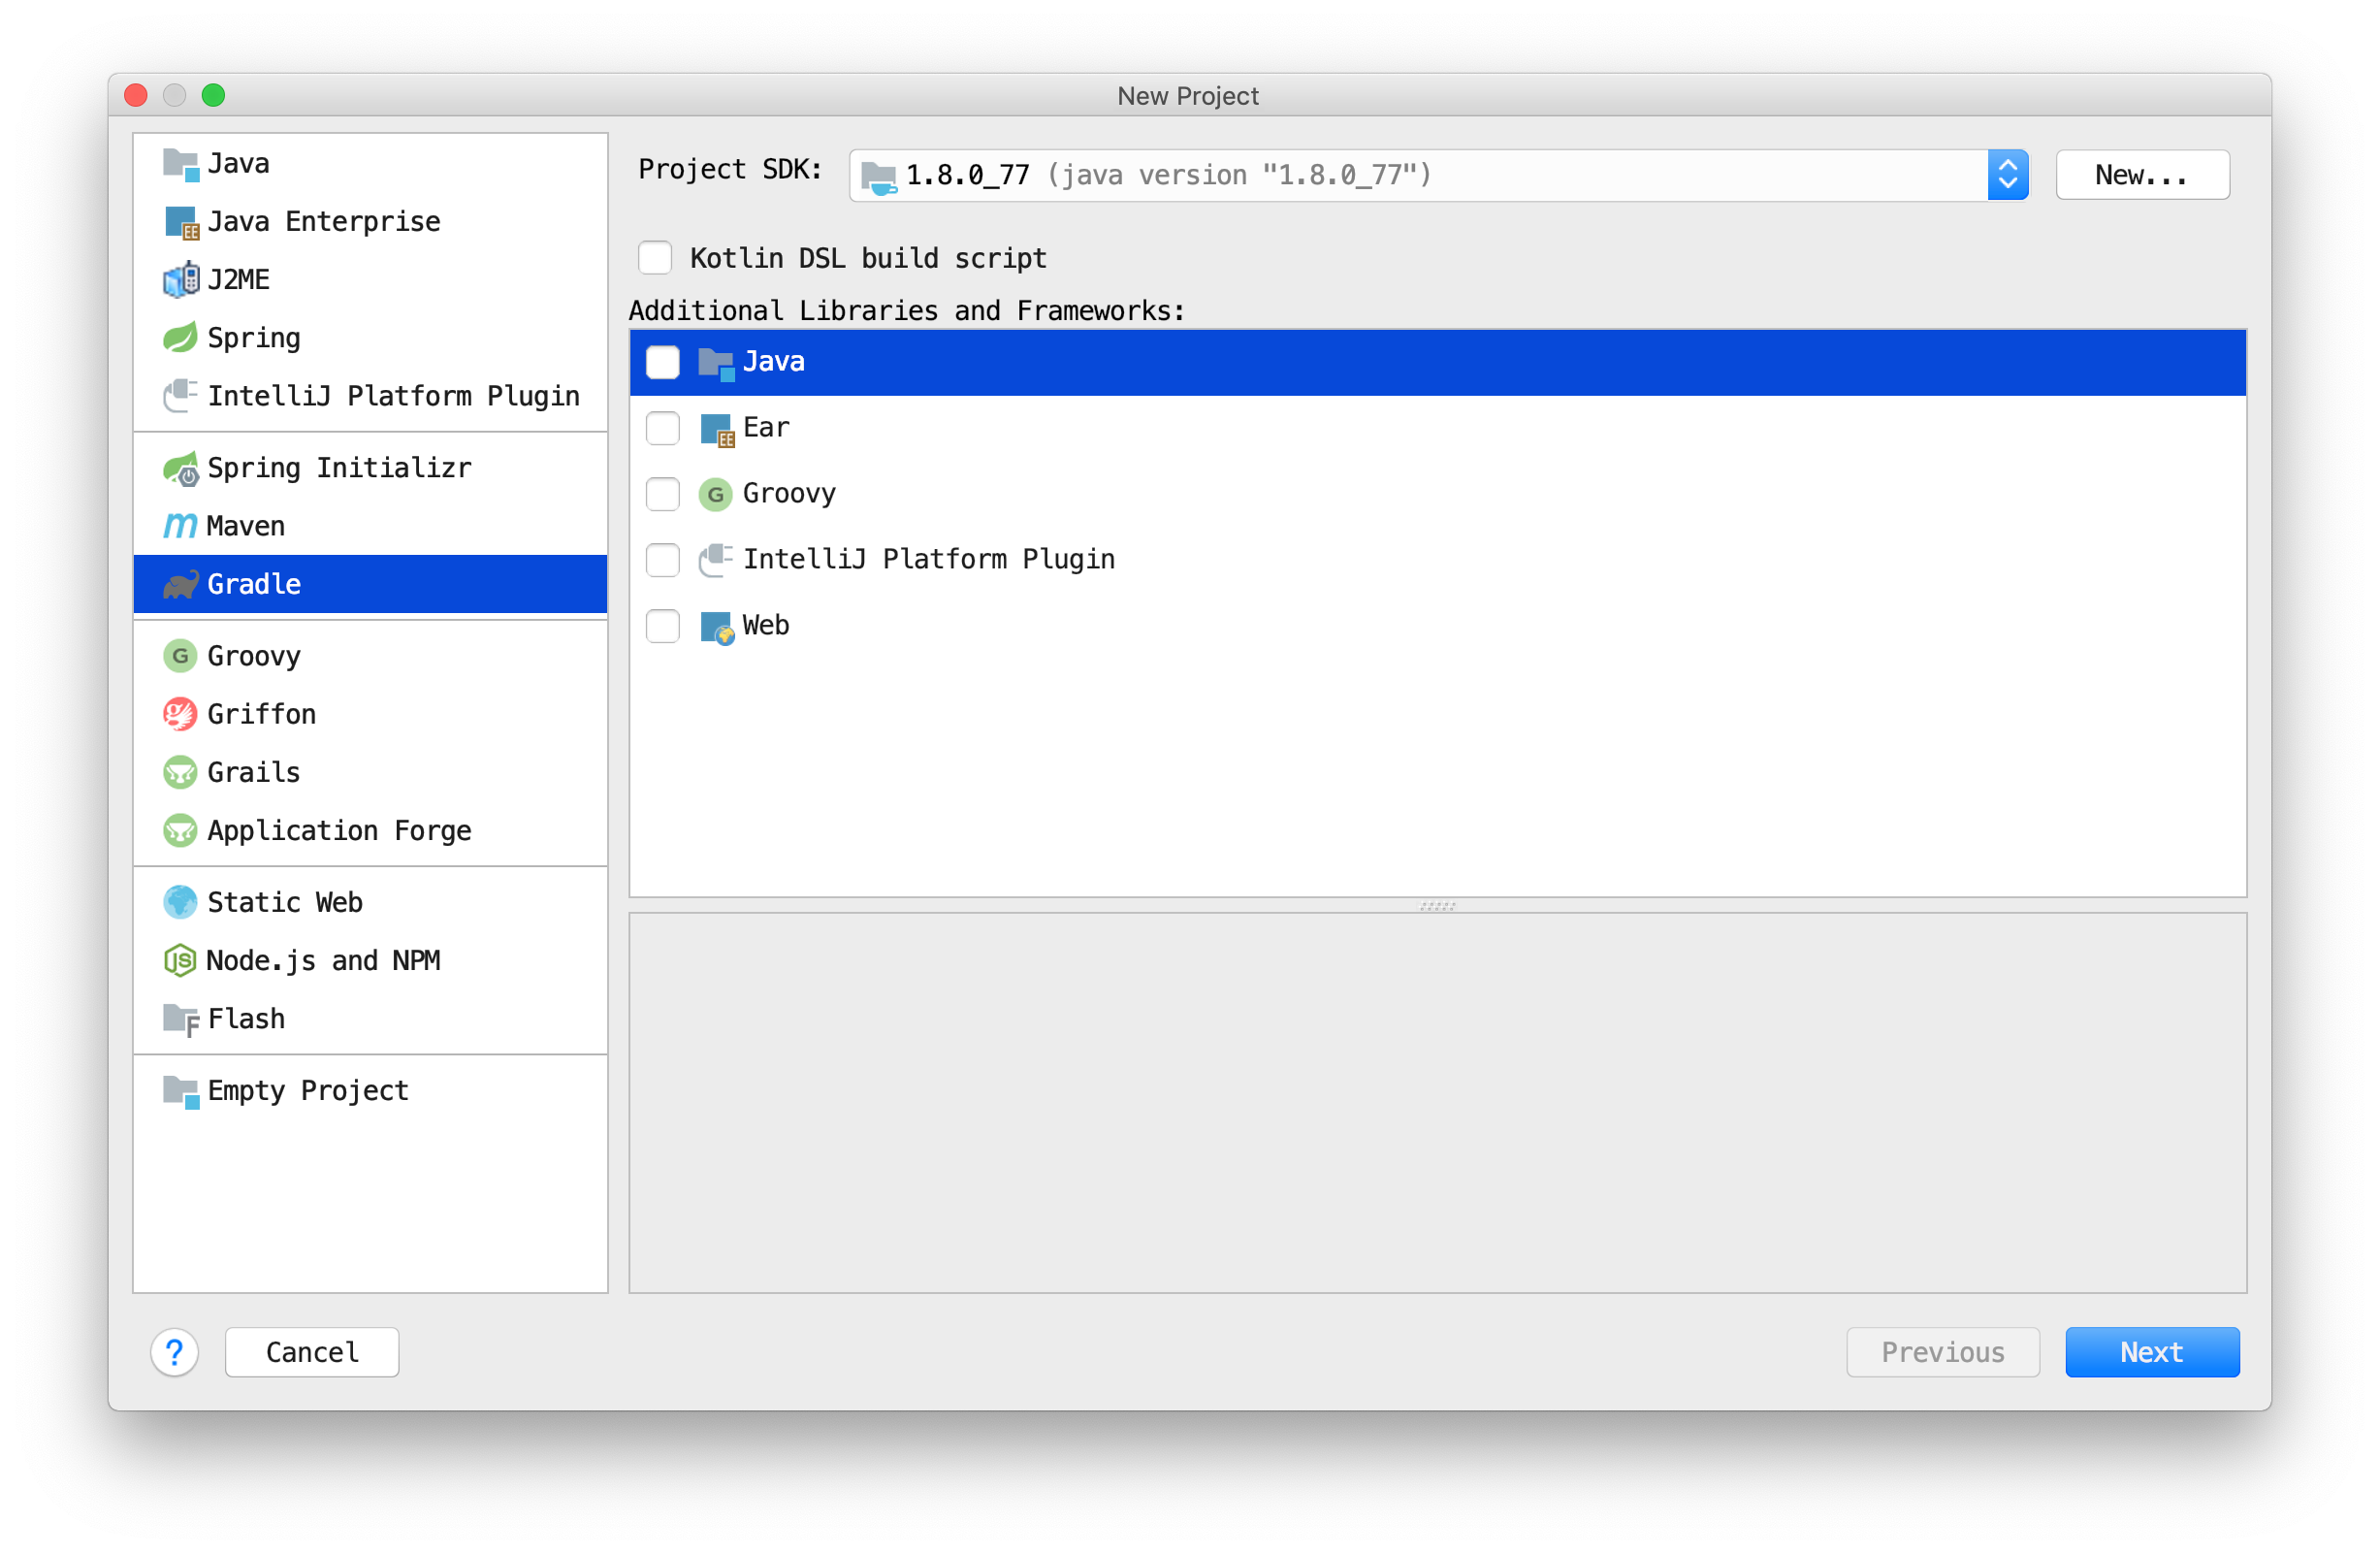 New Project
Java
Java Enterprise
EE
J2ME
Spring
IntelliJ Platform Plugin
Spring Initializr
m Maven
Gradle
G Groovy
g Griffon
Grails
Application Forge
Static Web
JS Node.js and NPM
F Flash
Empty Project
Project SDK: 1.8.0_77 (java version "1.8.0_77") New...
Kotlin DSL build script
Additional Libraries and Frameworks:
Java
EE Ear
G Groovy
IntelliJ Platform Plugin
Web
? Cancel Previous Next